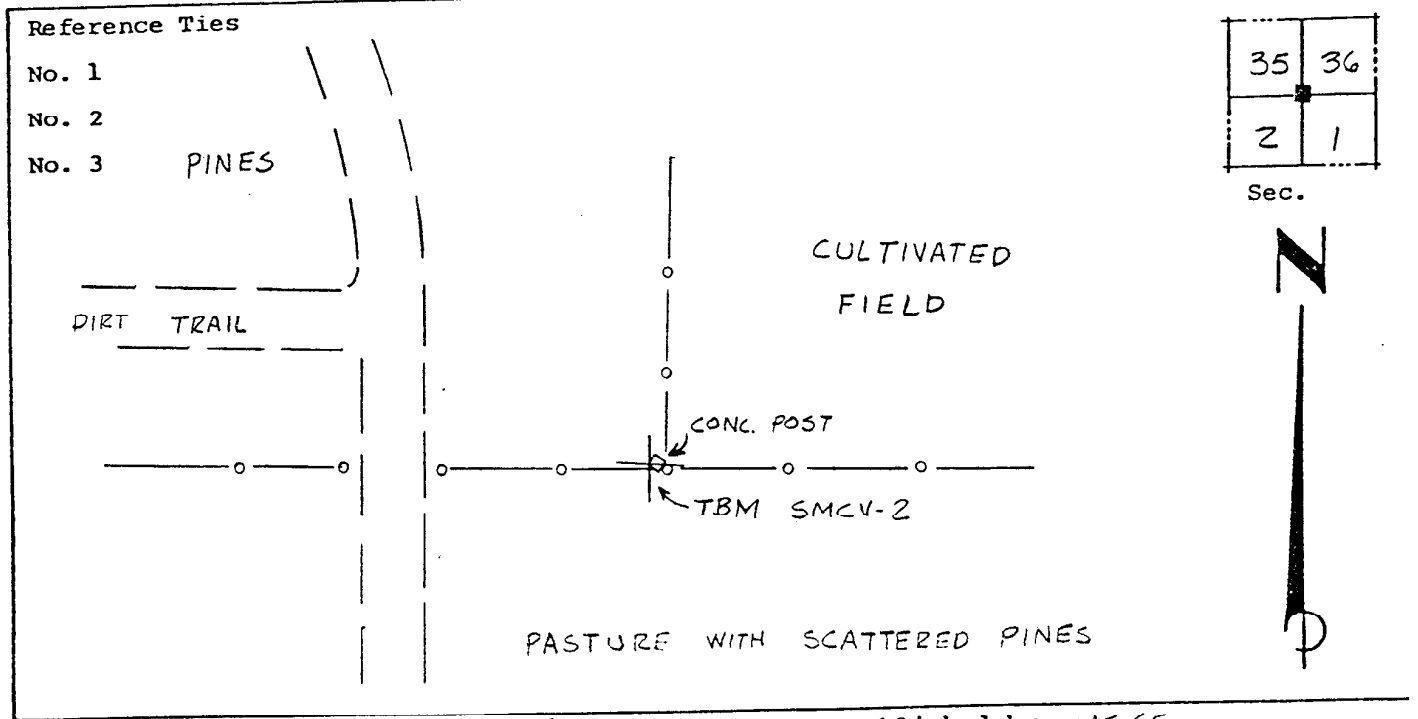 Reference Ties
No. 1
No. 2
No. 3
PINES
35 36
2 1
Sec.
N
CULTIVATED
FIELD
DIRT TRAIL
CONC. POST
TBM SMCV-2
PASTURE WITH SCATTERED PINES